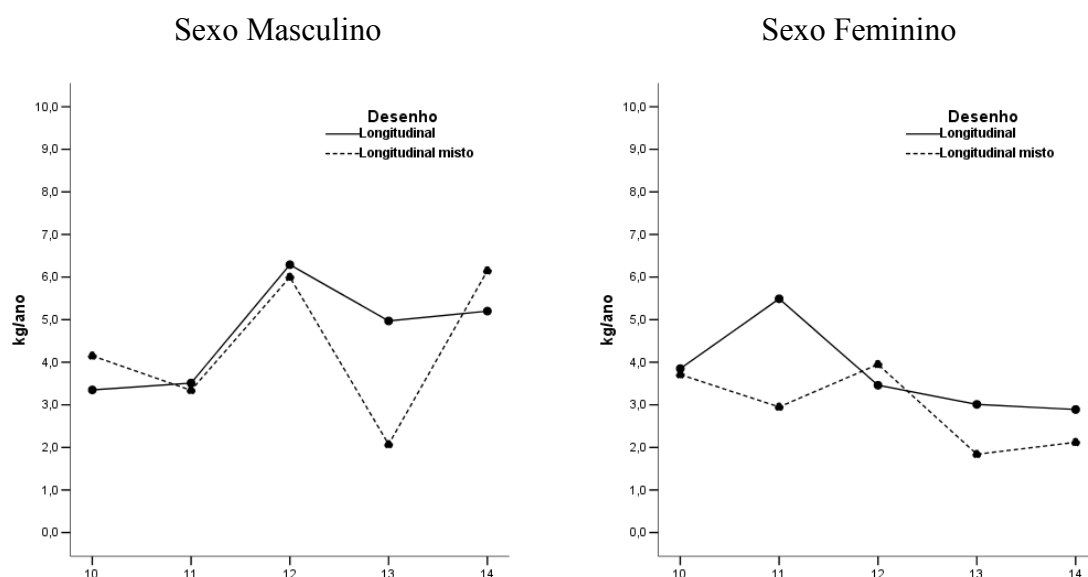 Sexo Masculino
Desenho
Longitudinal
Longitudinal misto
10,0
9,0
8,0
7,0
6,0
5,0
4,0
3,0
2,0
1,0
0,0
kg/ano
10 11 12 13 14
Sexo Feminino
Desenho
Longitudinal
Longitudinal misto
10,0
9,0
8,0
7,0
6,0
5,0
4,0
3,0
2,0
1,0
0,0
kg/ano
10 11 12 13 14